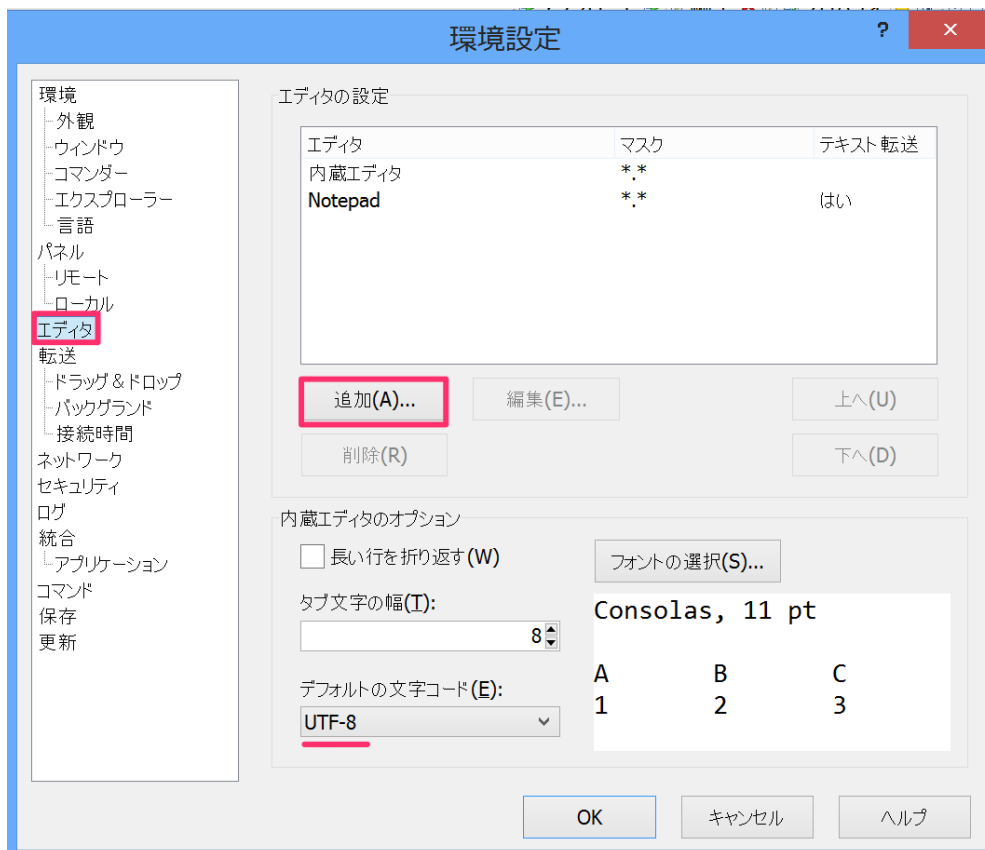 環境設定
?
×
環境
外観
ウィンドウ
コマンダー
エクスプローラー
言語
パネル
リモート
ローカル
エディタ
転送
ドラッグ&ドロップ
バックグランド
接続時間
ネットワーク
セキュリティ
ログ
統合
アプリケーション
コマンド
保存
更新
エディタの設定
エディタ マスク テキスト転送
内蔵エディタ *.*
Notepad *.* はい
追加(A)... 編集(E)... 上へ(U)
削除(R) 下へ(D)
内蔵エディタのオプション
長い行を折り返す(W)
フォントの選択(S)...
タブ文字の幅(T):
8
デフォルトの文字コード(E):
UTF-8
Consolas, 11 pt
A B C
1 2 3
OK キャンセル ヘルプ